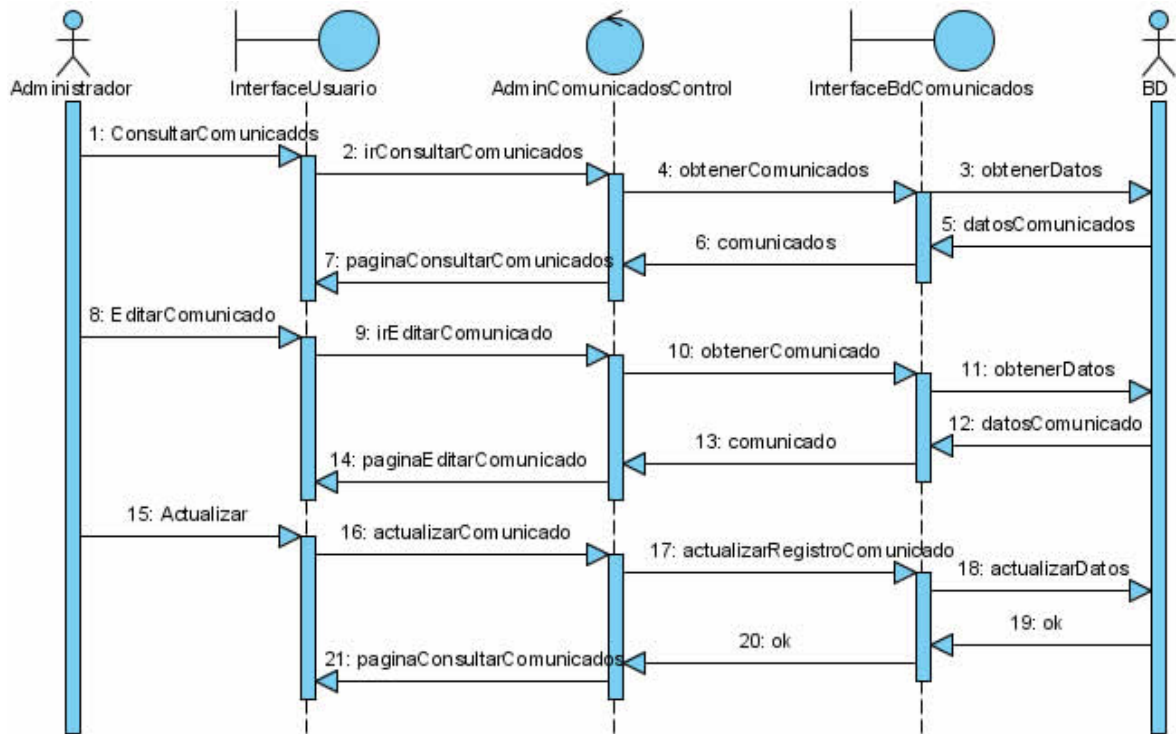 Administrador
InterfaceUsuario
AdminComunicadosControl
InterfaceBdComunicados
BD
1: ConsultarComunicados
2: irConsultarComunicados
4: obtenerComunicados
3: obtenerDatos
5: datosComunicados
6: comunicados
7: paginaConsultarComunicados
8: EditarComunicado
9: irEditarComunicado
10: obtenerComunicado
11: obtenerDatos
12: datosComunicado
13: comunicado
14: paginaEditarComunicado
15: Actualizar
16: actualizarComunicado
17: actualizarRegistroComunicado
18: actualizarDatos
19: ok
20: ok
21: paginaConsultarComunicados